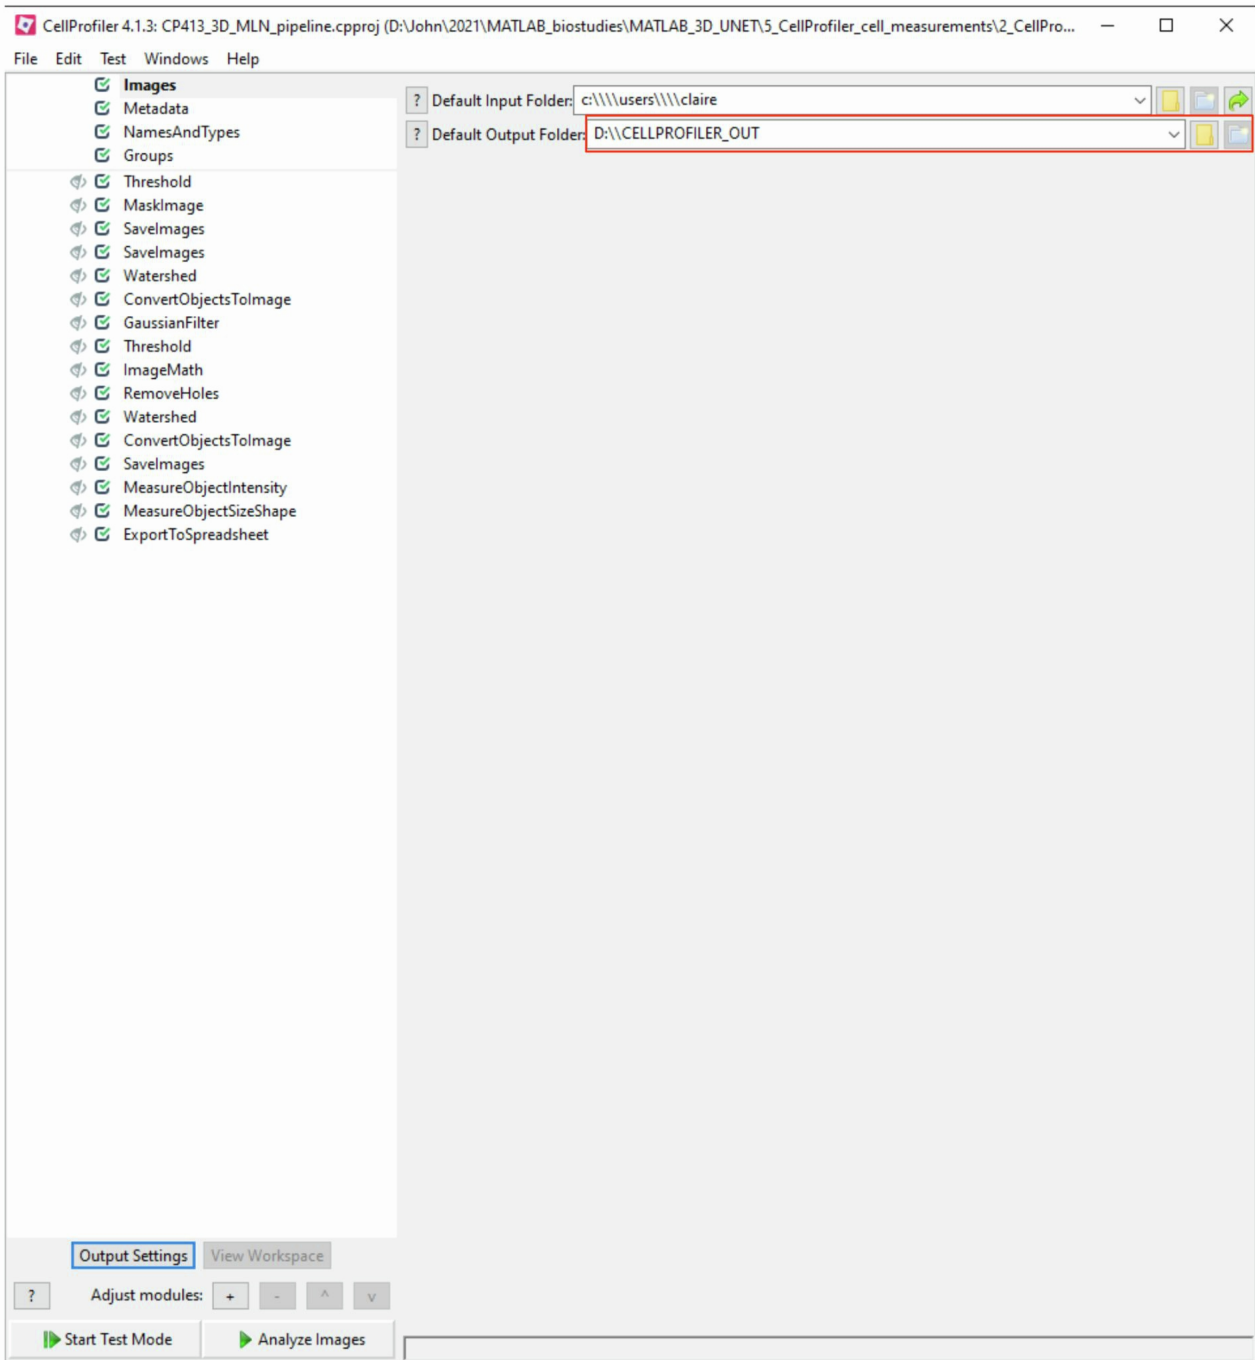 CellProfiler 4.1.3: CP413_3D_MLN_pipeline.cpproj (D:\John\2021\MATLAB_biostudies\MATLAB_3D_UNET\5_CellProfiler_cell_measurements\2_CellPro...
File Edit Test Windows Help
Images
Metadata
NamesAndTypes
Groups
Threshold
MaskImage
SaveImages
SaveImages
Watershed
ConvertObjectsToImage
GaussianFilter
Threshold
ImageMath
RemoveHoles
Watershed
ConvertObjectsToImage
SaveImages
MeasureObjectIntensity
MeasureObjectSizeShape
ExportToSpreadsheet
? Default Input Folder: c:\\\\users\\\\claire
? Default Output Folder: D:\\CELLPROFILER_OUT
Output Settings View Workspace
? Adjust modules: + - ^ v
Start Test Mode Analyze Images